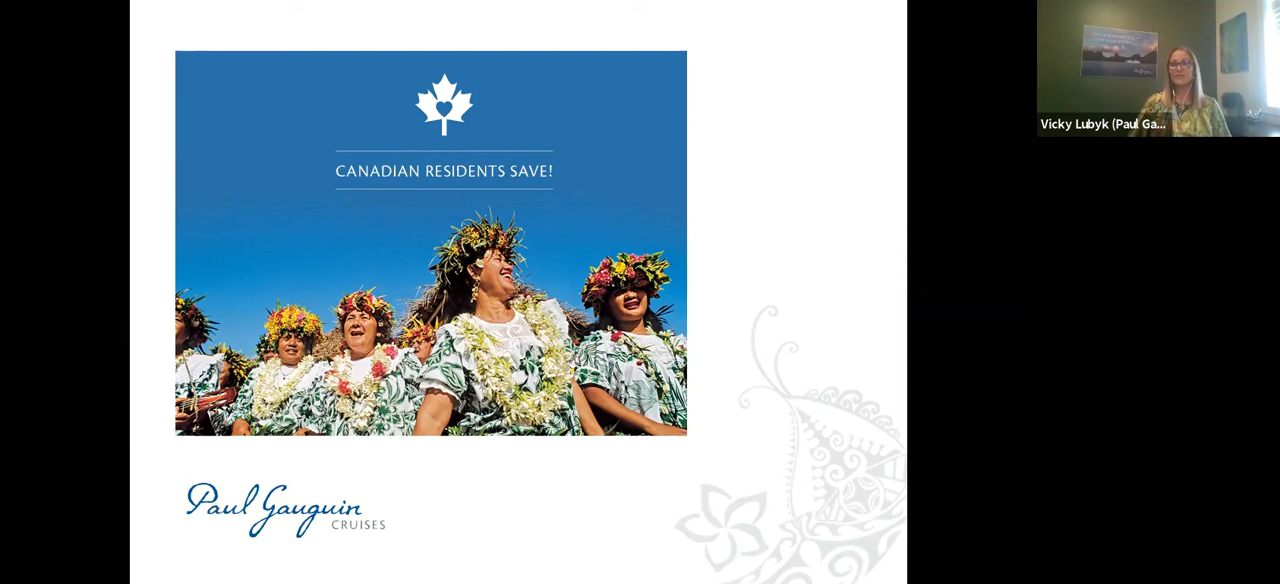 CANADIAN RESIDENTS SAVE!
Paul Gauguin
CRUISES
Vicky Lubyk (Paul Ga...